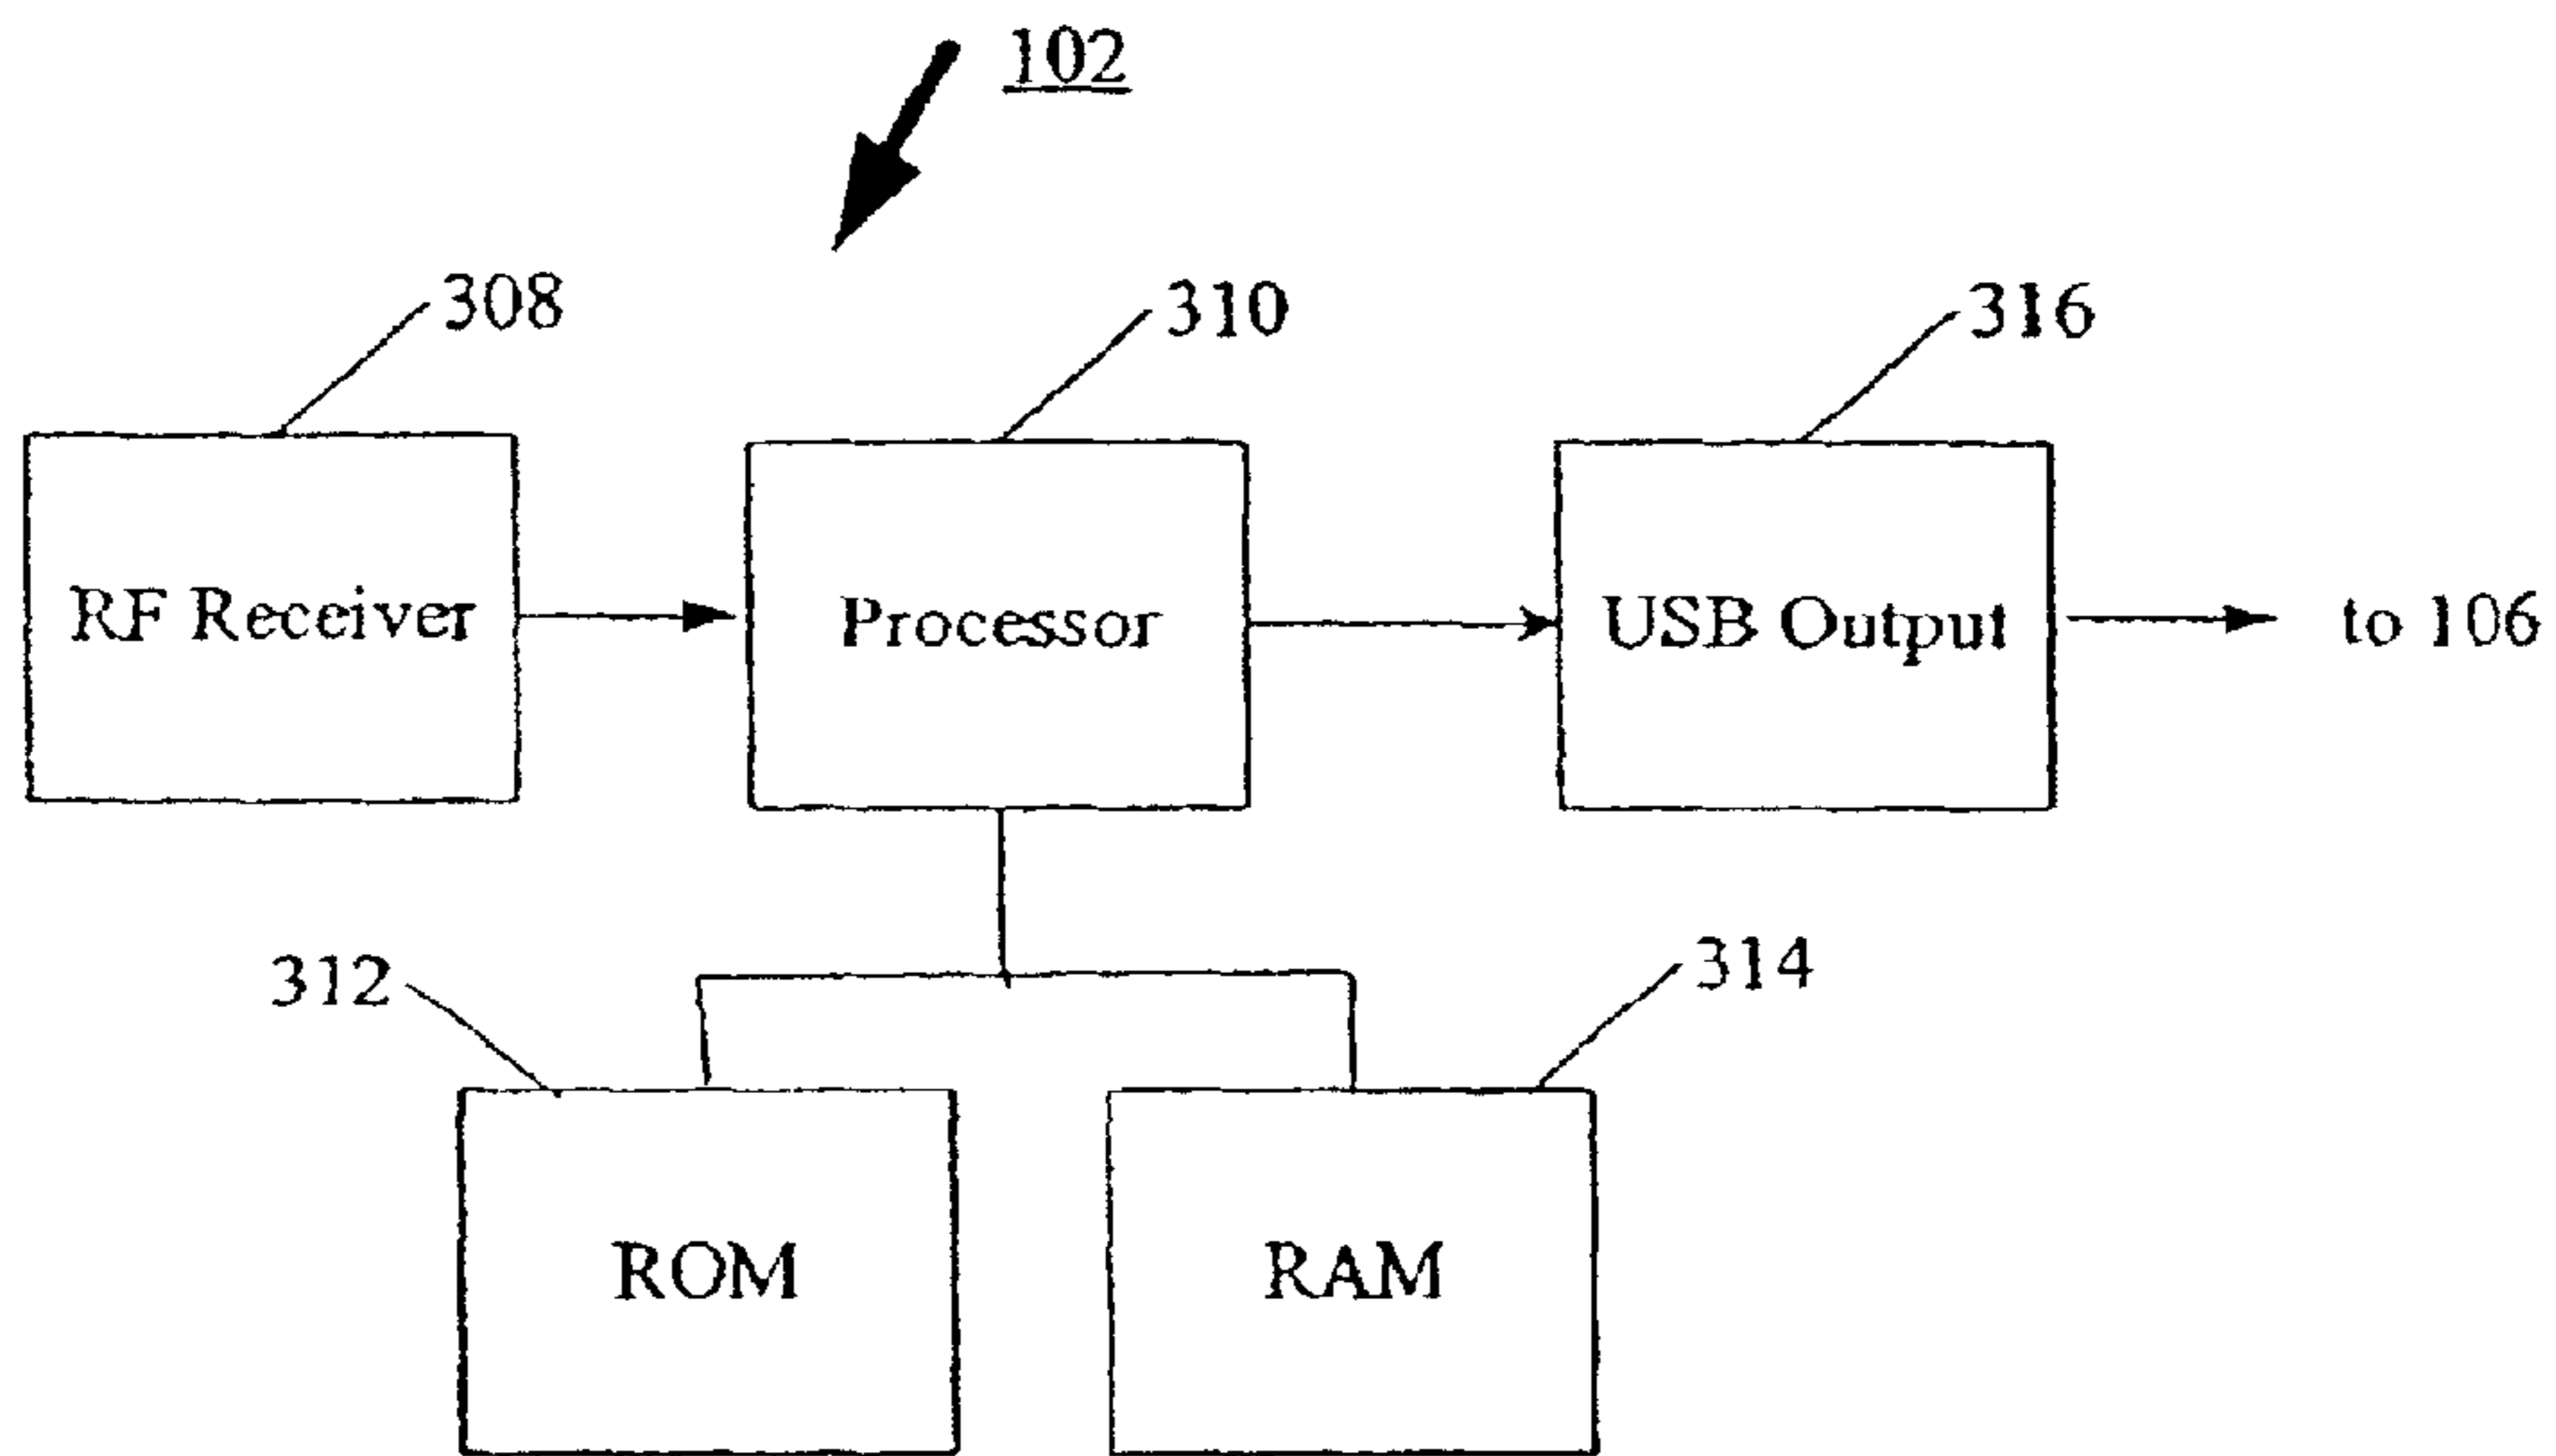 102
308
310
316
RF Receiver
Processor
USB Output
to 106
312
314
ROM
RAM